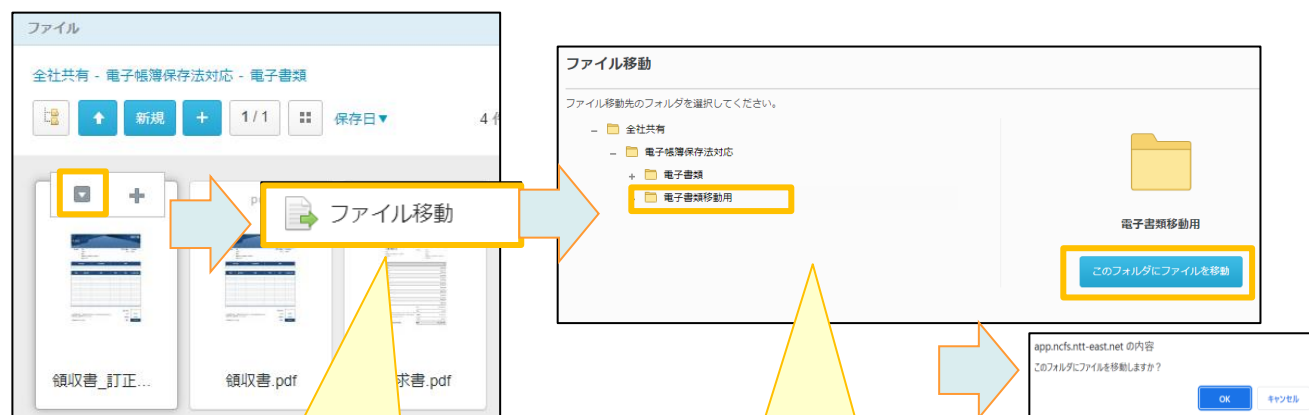 ファイル
全社共有 - 電子帳簿保存法対応 - 電子書類
新規
+
1 / 1
保存日▼
4
ファイル移動
領収書_訂正...
領収書.pdf
求書.pdf
ファイル移動
ファイル移動先のフォルダを選択してください。
全社共有
電子帳簿保存法対応
電子書類
電子書類移動用
電子書類移動用
このフォルダにファイルを移動
app.ncfs.ntt-east.net の内容
このフォルダにファイルを移動しますか？
OK キャンセル